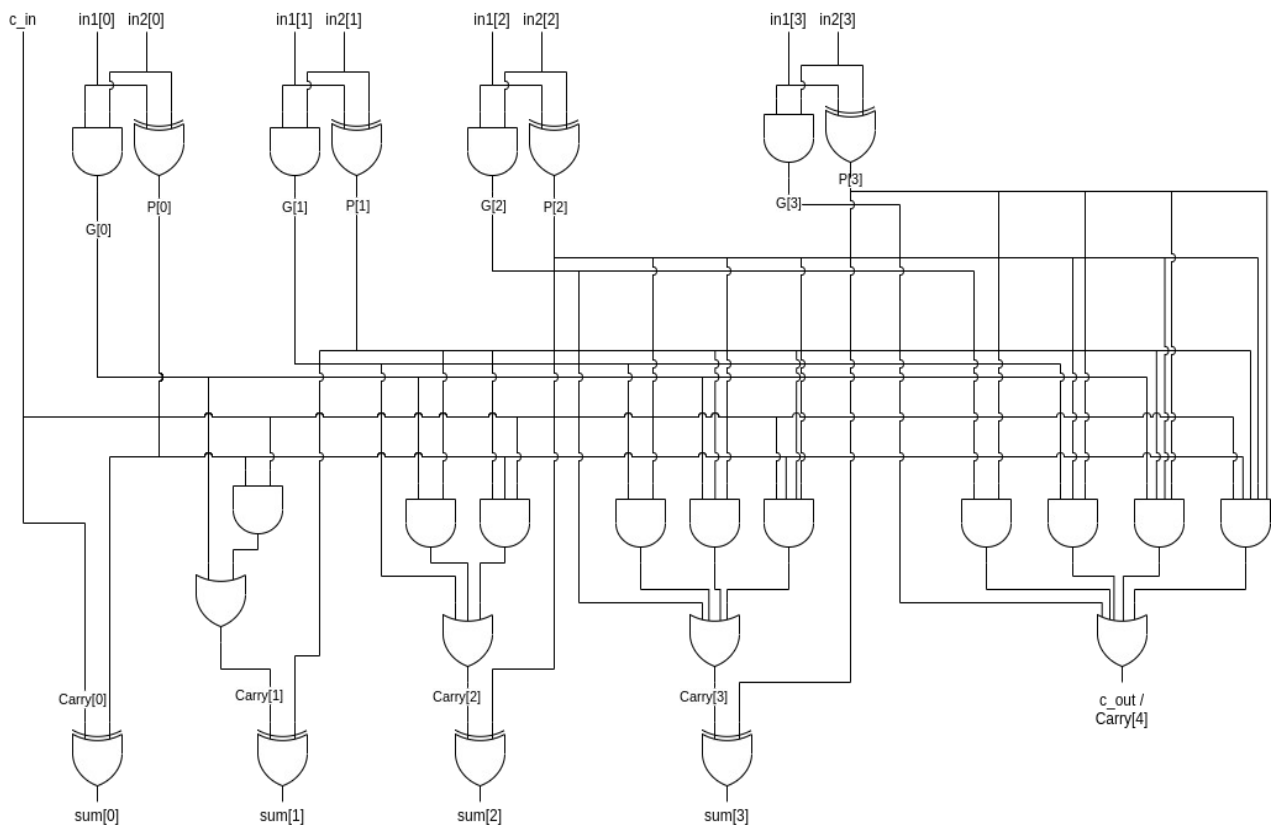 c_in
in1[0]
in2[0]
in1[1]
in2[1]
in1[2]
in2[2]
in1[3]
in2[3]
P[3]
G[3]
P[0]
G[1]
P[1]
G[2]
P[2]
G[0]
Carry[0]
Carry[1]
Carry[2]
Carry[3]
c_out /
Carry[4]
sum[0]
sum[1]
sum[2]
sum[3]